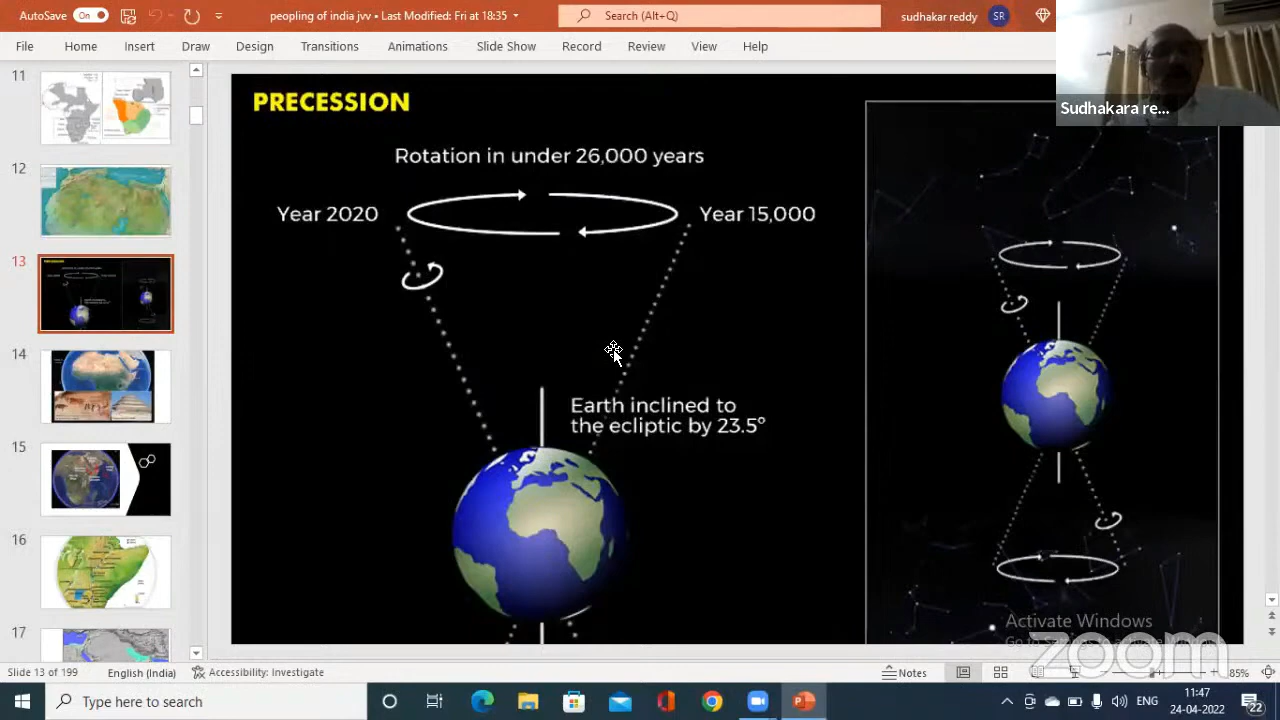 AutoSave On
peopling of india jvv • Last Modified: Fri at 18:35
Search (Alt+Q)
sudhakar reddy SR
File Home Insert Draw Design Transitions Animations Slide Show Record Review View Help
Sudhakara re...
11
12
13
14
15
16
17
PRECESSION
Rotation in under 26,000 years
Year 2020
Year 15,000
Earth inclined to
the ecliptic by 23.5°
Activate Windows
zoom
Slide 13 of 199 English (India) Accessibility: Investigate Notes 85%
Type here to search
ENG
11:47
24-04-2022
22